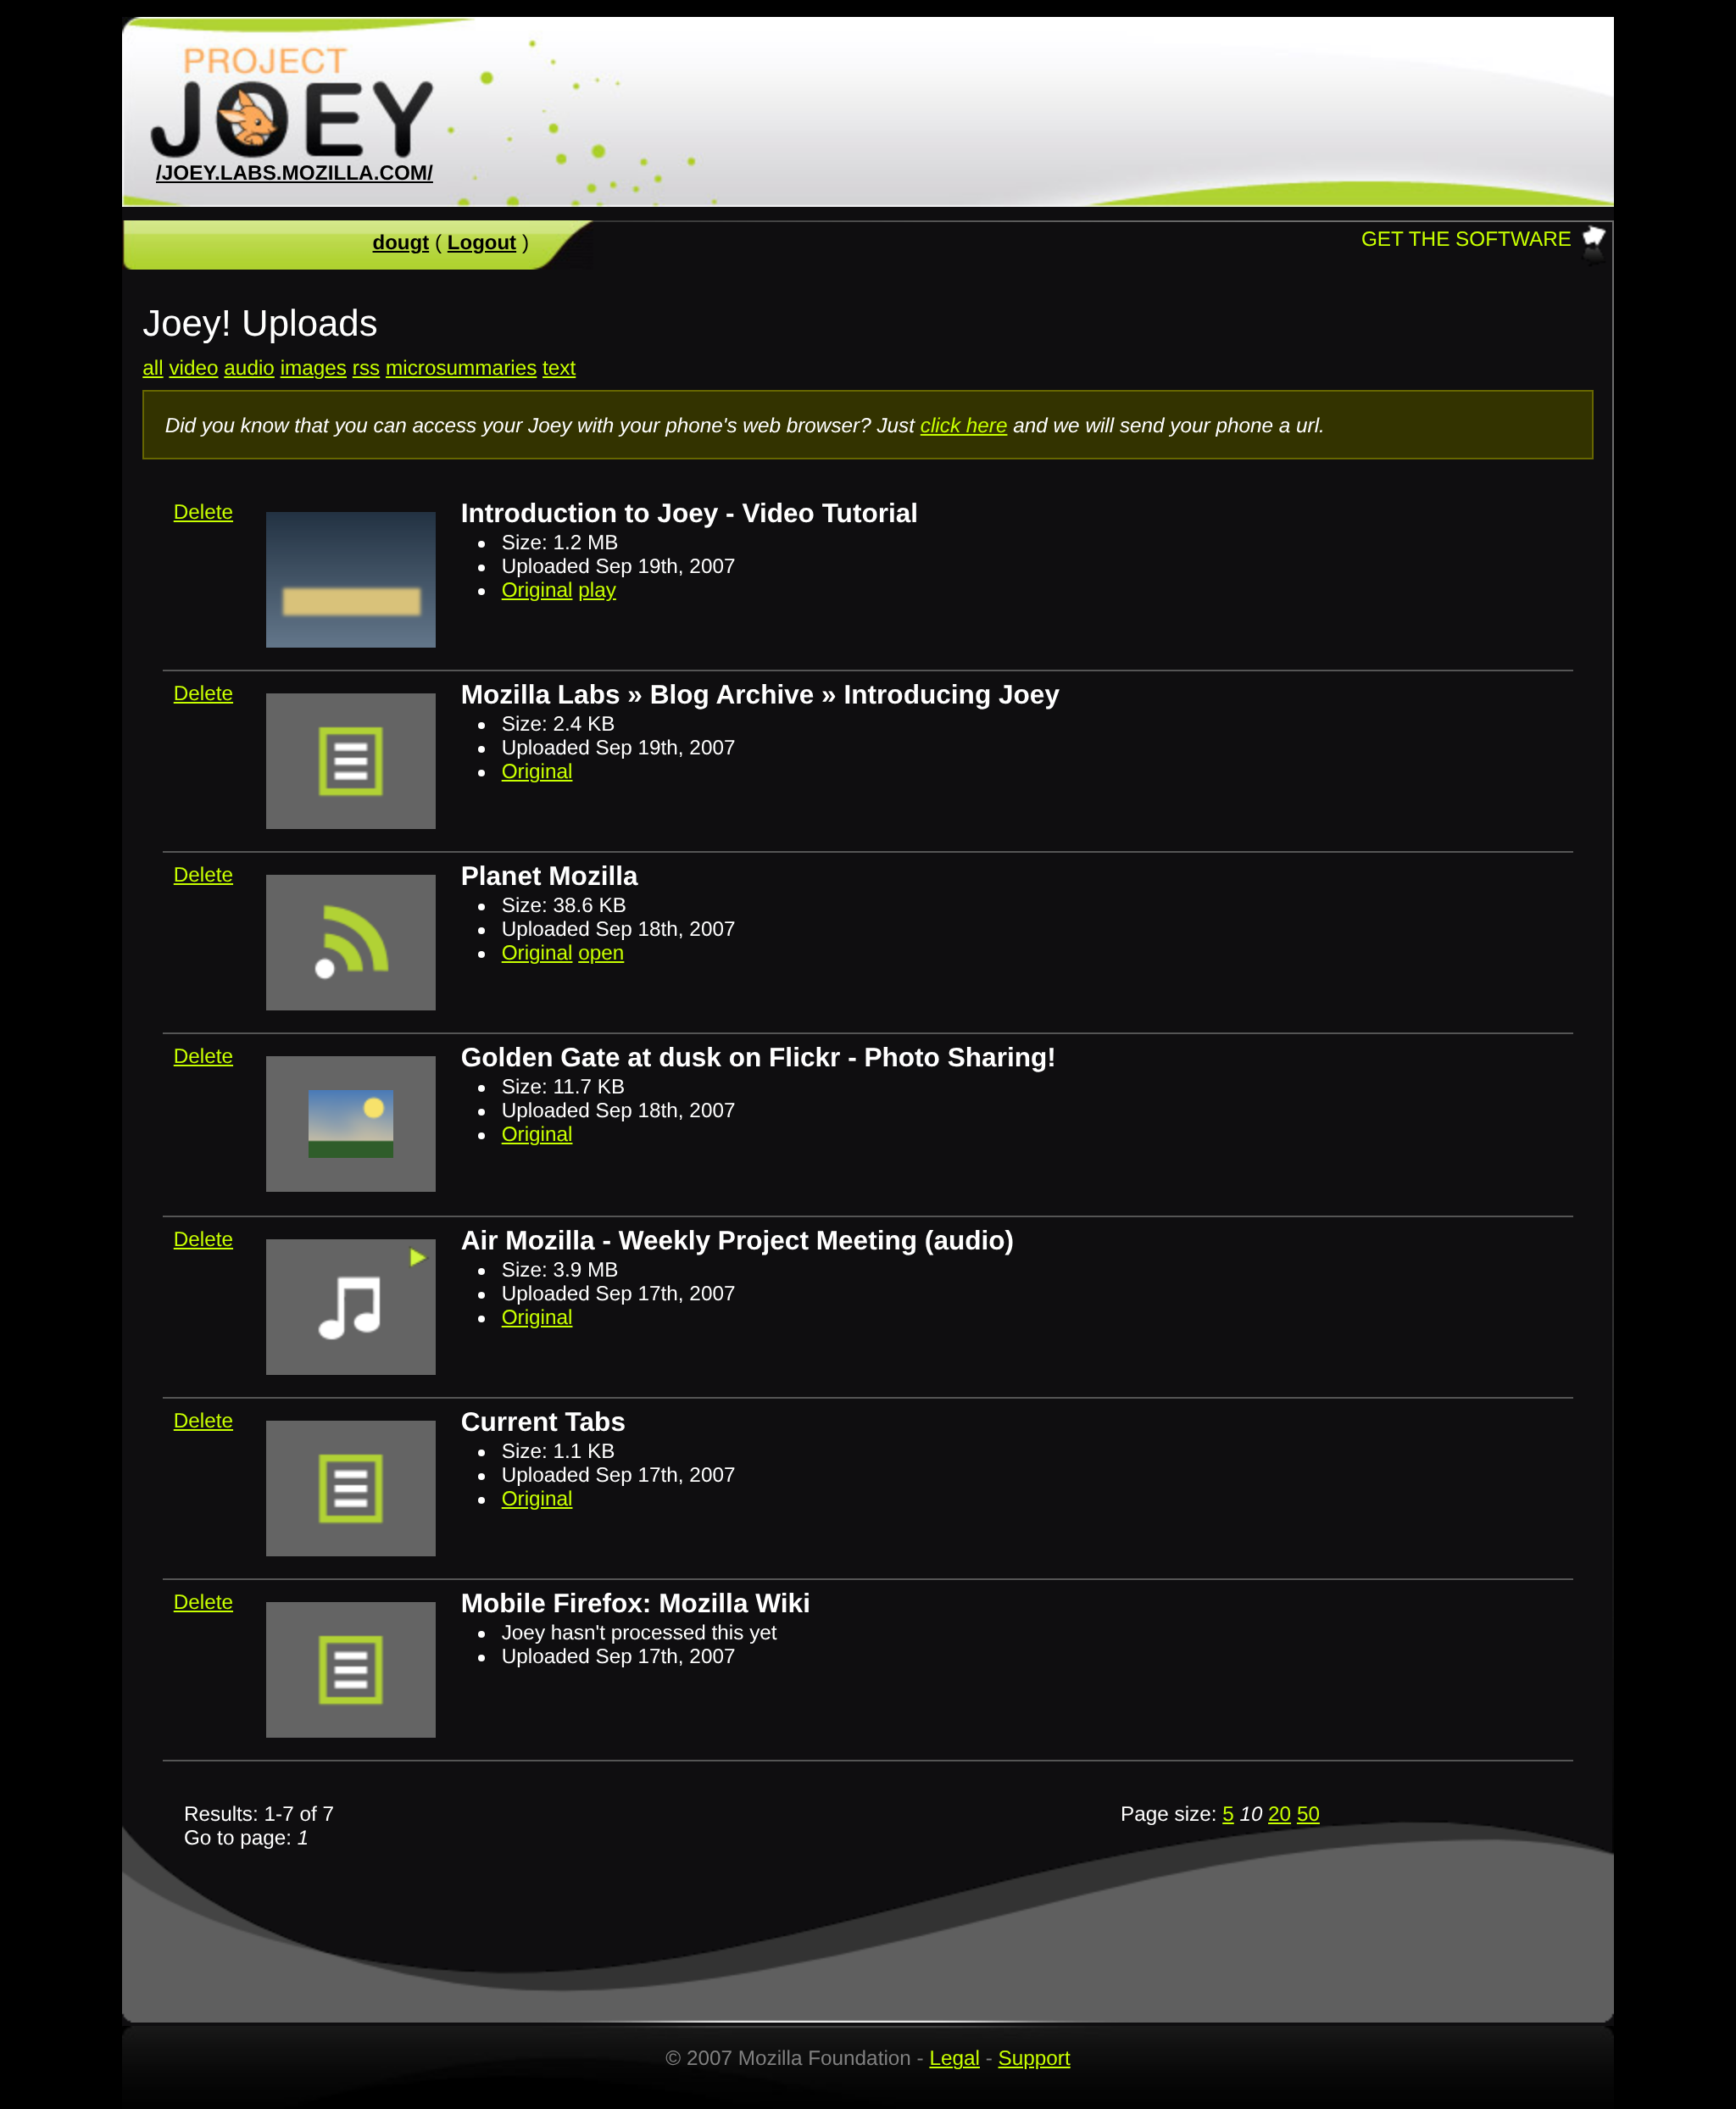 PROJECT
JOEY
/JOEY.LABS.MOZILLA.COM/
dougt ( Logout )
GET THE SOFTWARE
Joey! Uploads
all video audio images rss microsummaries text
Did you know that you can access your Joey with your phone's web browser? Just click here and we will send your phone a url.
Delete
Introduction to Joey - Video Tutorial
Size: 1.2 MB
Uploaded Sep 19th, 2007
Original play
Delete
Mozilla Labs » Blog Archive » Introducing Joey
Size: 2.4 KB
Uploaded Sep 19th, 2007
Original
Delete
Planet Mozilla
Size: 38.6 KB
Uploaded Sep 18th, 2007
Original open
Delete
Golden Gate at dusk on Flickr - Photo Sharing!
Size: 11.7 KB
Uploaded Sep 18th, 2007
Original
Delete
Air Mozilla - Weekly Project Meeting (audio)
Size: 3.9 MB
Uploaded Sep 17th, 2007
Original
Delete
Current Tabs
Size: 1.1 KB
Uploaded Sep 17th, 2007
Original
Delete
Mobile Firefox: Mozilla Wiki
Joey hasn't processed this yet
Uploaded Sep 17th, 2007
Results: 1-7 of 7
Go to page: 1
Page size: 5 10 20 50
© 2007 Mozilla Foundation - Legal - Support